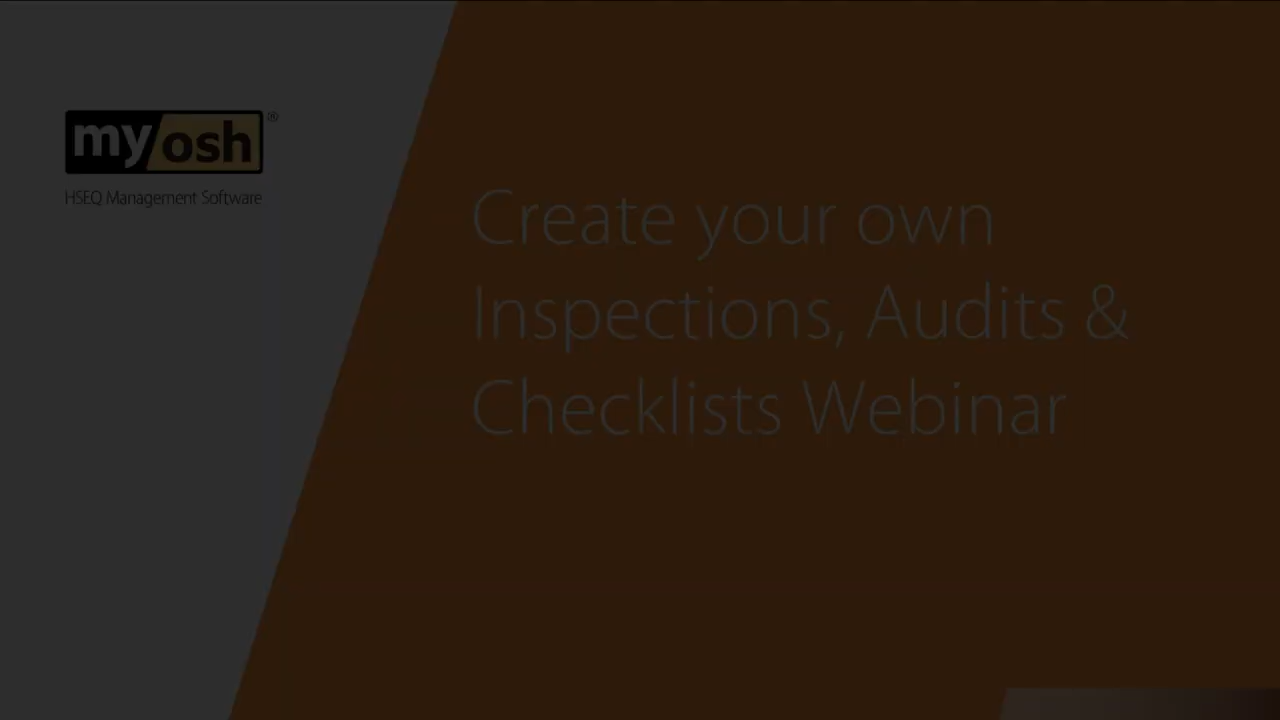 myosh®
HSEQ Management Software
Create your own
Inspections, Audits &
Checklists Webinar